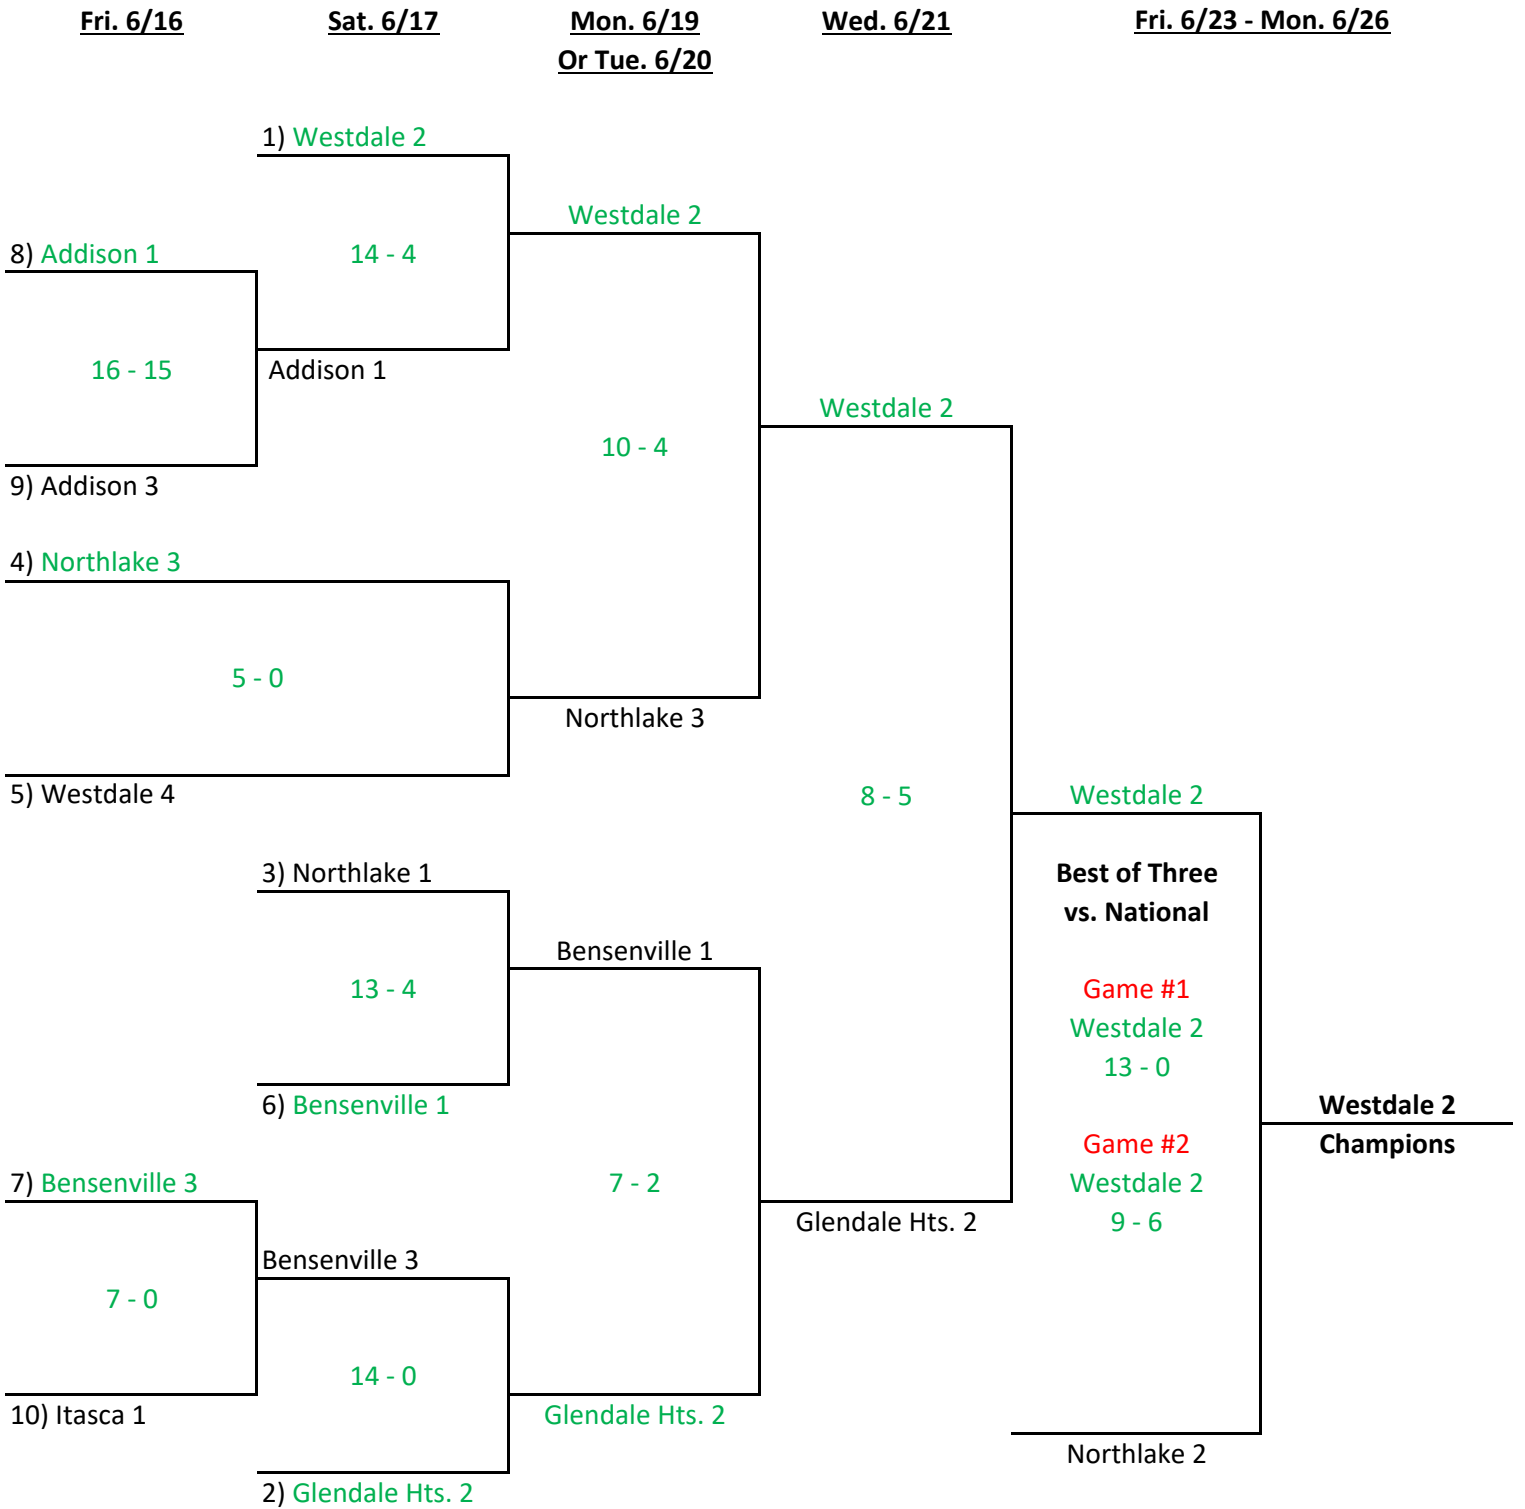 Fri. 6/16
Sat. 6/17
Mon. 6/19
Or Tue. 6/20
Wed. 6/21
Fri. 6/23 - Mon. 6/26
1) Westdale 2
Westdale 2
8) Addison 1
14 - 4
16 - 15
Addison 1
Westdale 2
10 - 4
9) Addison 3
4) Northlake 3
5 - 0
Northlake 3
5) Westdale 4
8 - 5
Westdale 2
3) Northlake 1
Best of Three
vs. National
Bensenville 1
13 - 4
Game #1
Westdale 2
13 - 0
6) Bensenville 1
Westdale 2
Champions
Game #2
Westdale 2
9 - 6
7) Bensenville 3
7 - 2
Glendale Hts. 2
Bensenville 3
7 - 0
14 - 0
10) Itasca 1
Glendale Hts. 2
Northlake 2
2) Glendale Hts. 2